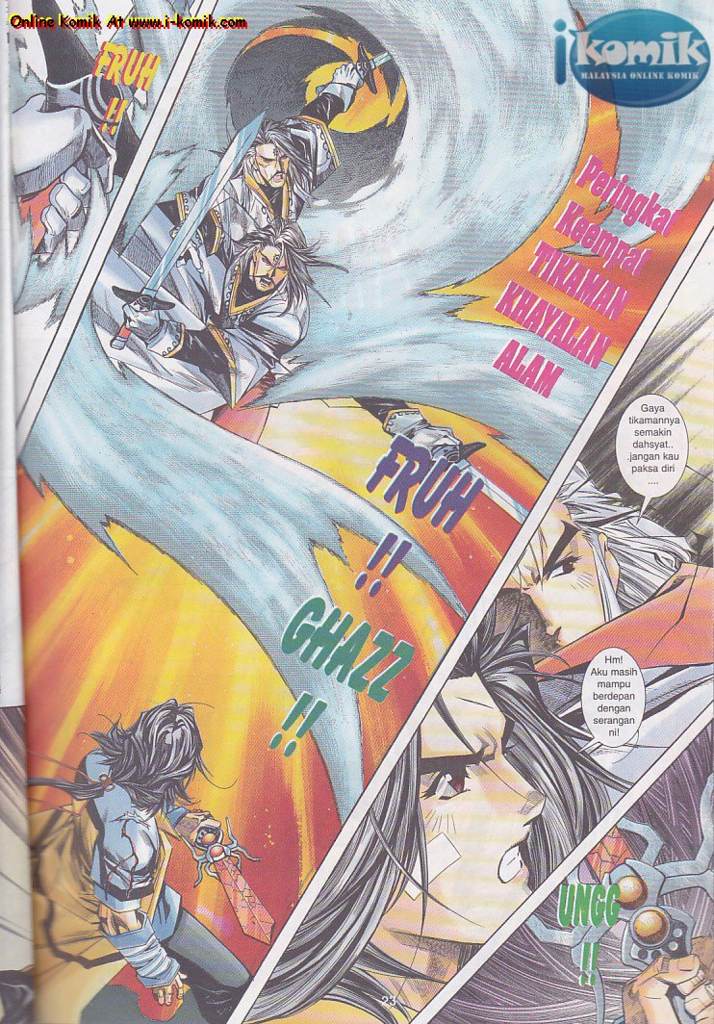 Online Komik At www.i-komik.com
ikomik
MALAYSIA ONLINE KOMIK
FRUH
!!
Peringkat
Keempat
TIKAMAN
KHAYALAN
ALAM
Gaya
tikamannya
semakin
dahsyat..
.jangan kau
paksa diri
....
FRUH
!!
GHAZZ
!!
Hm!
Aku masih
mampu
berdepan
dengan
serangan
ni!
UNGG
!!
23